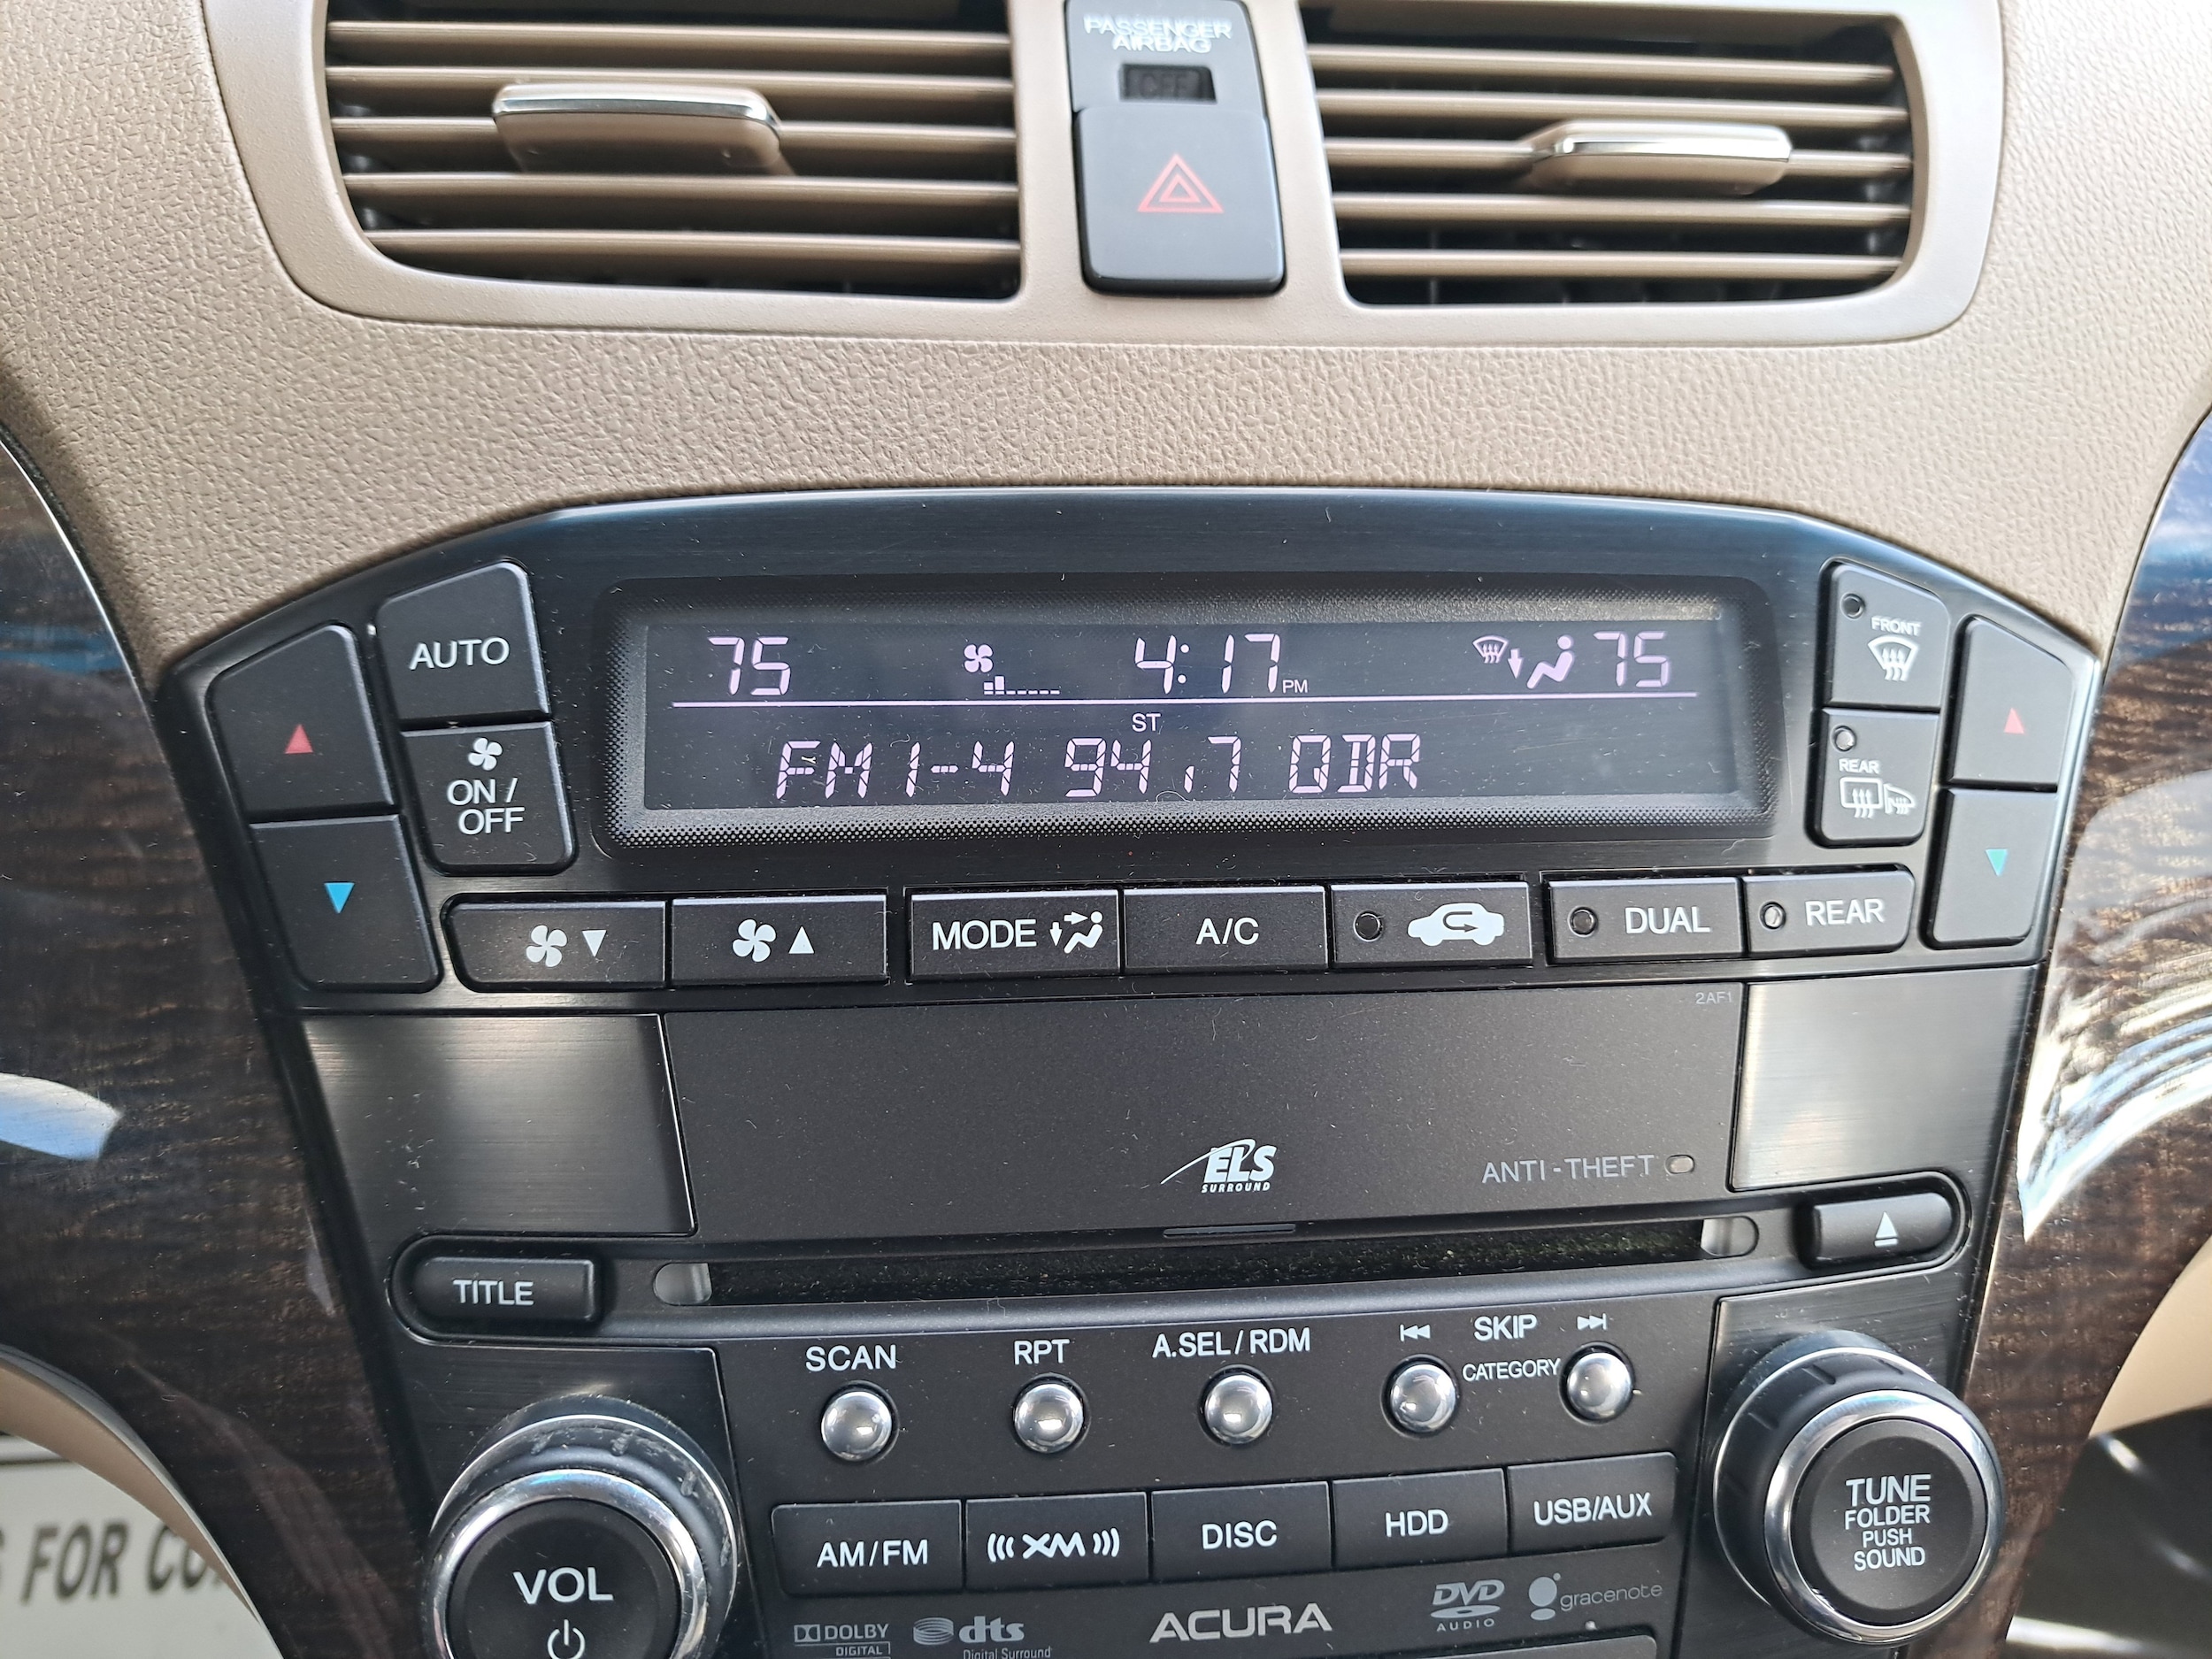 PASSENGER
AIRBAG
OFF
75 4:17 PM 75
ST
FM1-4 94.7 QDR
AUTO
ON /
OFF
FRONT
REAR
MODE A/C DUAL REAR
2AF1
ELS
SURROUND
ANTI-THEFT
TITLE
SCAN RPT A.SEL/RDM SKIP
CATEGORY
AM/FM XM DISC HDD USB/AUX
VOL
TUNE
FOLDER
PUSH
SOUND
DOLBY
DIGITAL
dts
Digital Surround
ACURA
DVD
AUDIO
gracenote
FOR